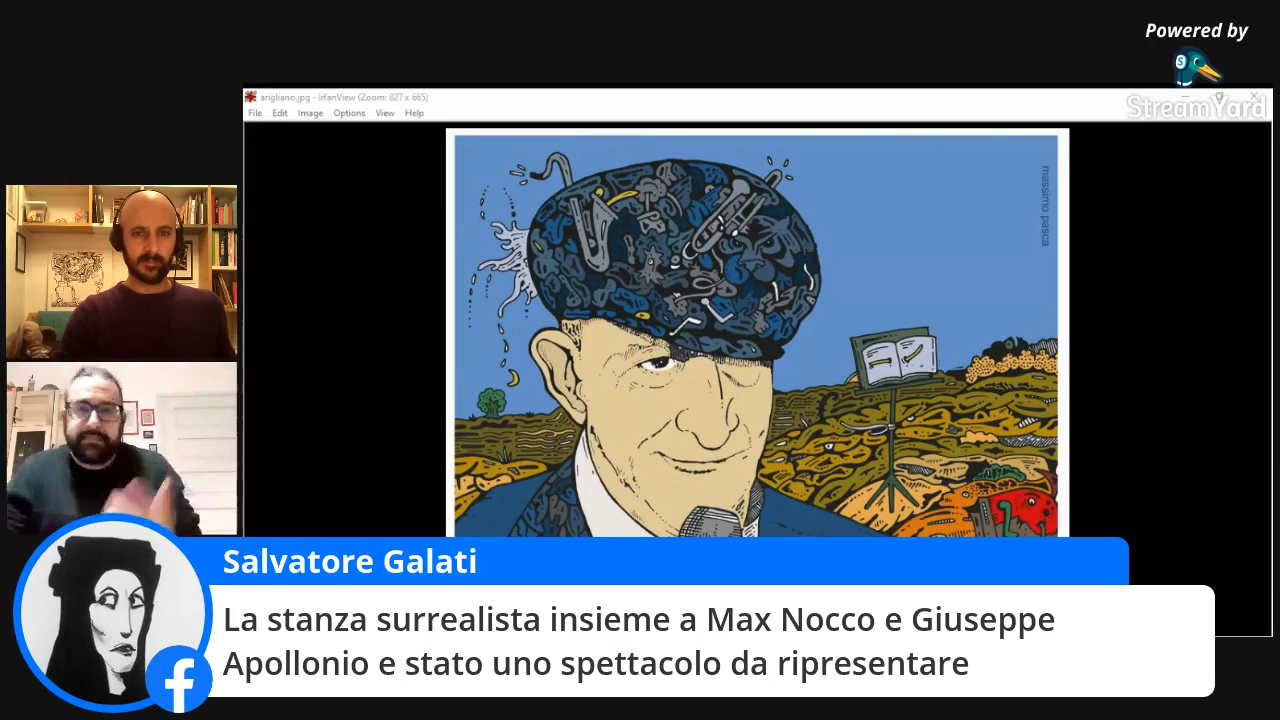 Powered by
StreamYard
arigliano.jpg - IrfanView (Zoom: 827 x 665)
File Edit Image Options View Help
massimo pasca
Salvatore Galati
La stanza surrealista insieme a Max Nocco e Giuseppe
Apollonio e stato uno spettacolo da ripresentare